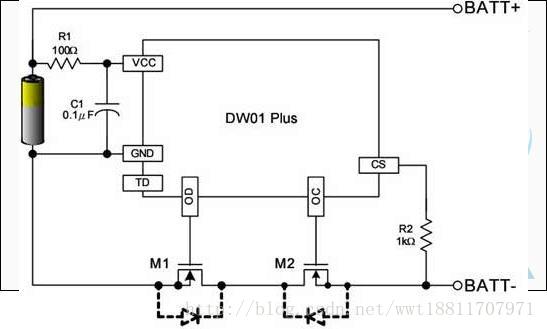 BATT+
R1
100Ω
VCC
C1
0.1μF
DW01 Plus
GND
TD
CS
OD
OC
R2
1kΩ
M1
M2
BATT-
http://blog.csdn.net/wwt18811707971